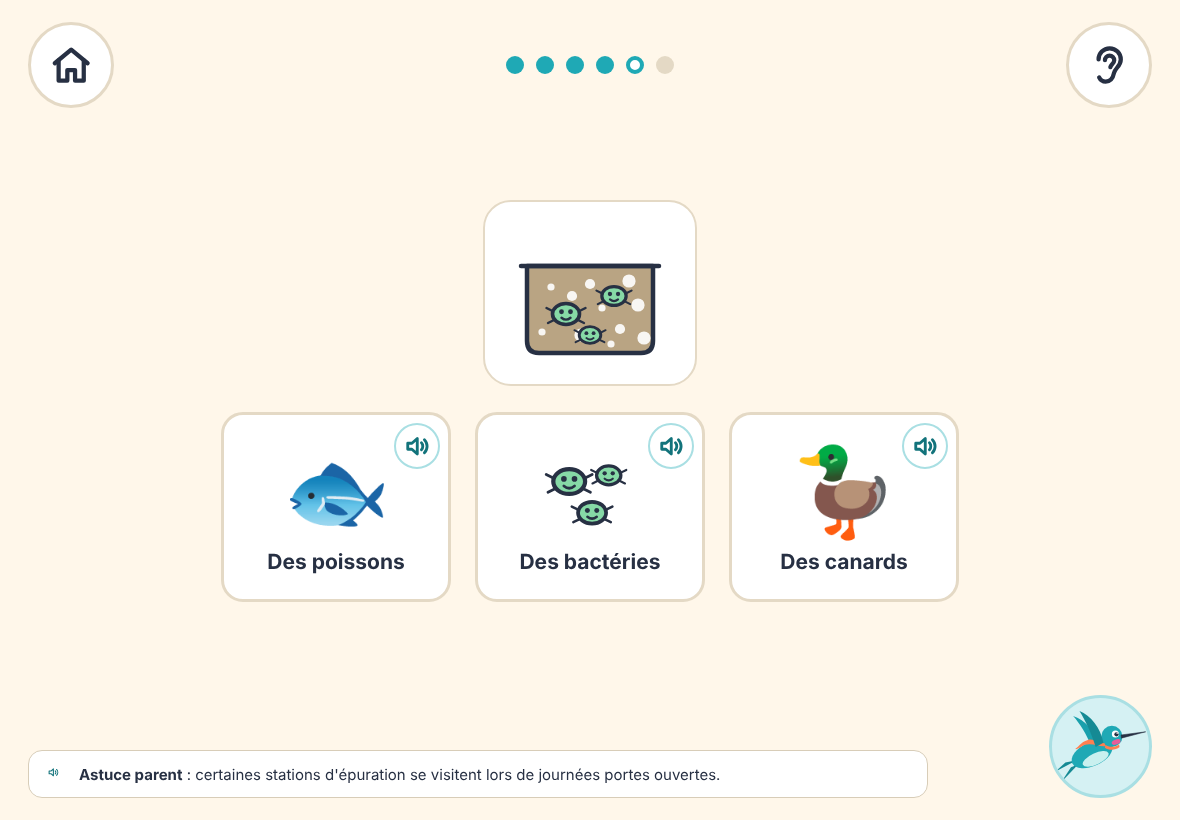 Des poissons
Des bactéries
Des canards
Astuce parent : certaines stations d'épuration se visitent lors de journées portes ouvertes.